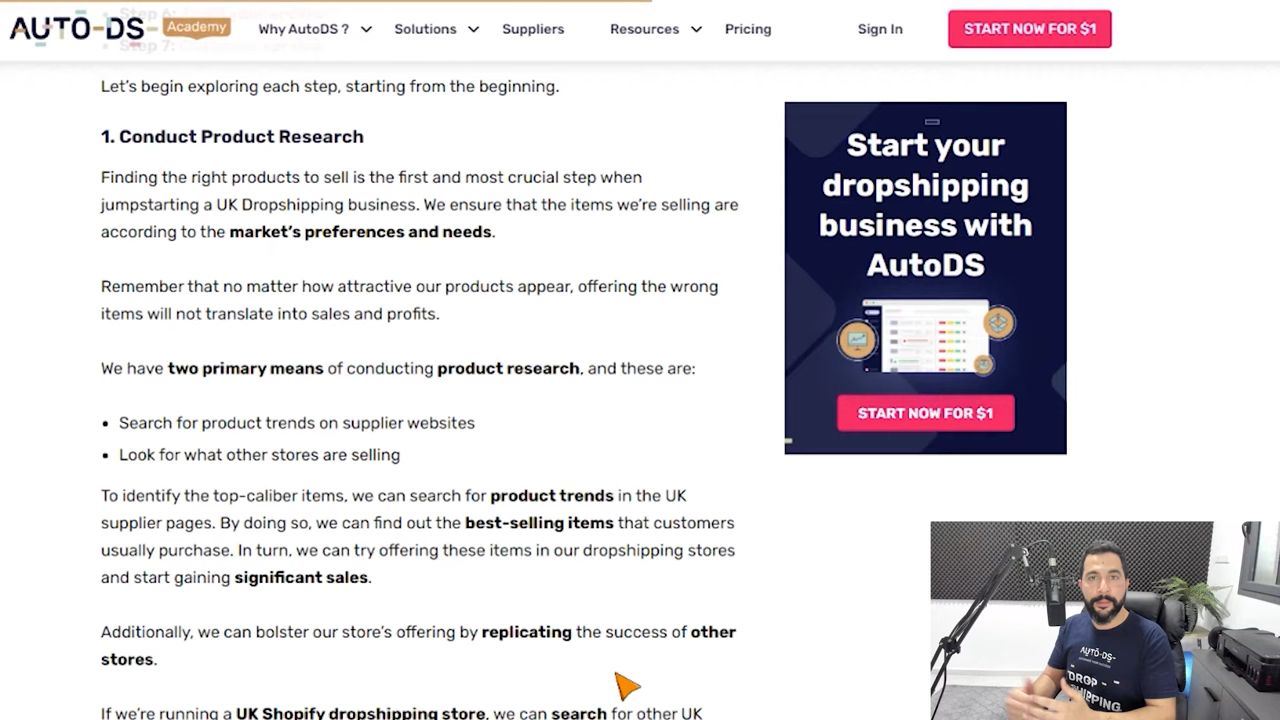 AUTO-DS Academy Why AutoDS ? Solutions Suppliers Resources Pricing Sign In START NOW FOR $1
Step 6:
Step 7:
Let's begin exploring each step, starting from the beginning.
1. Conduct Product Research
Finding the right products to sell is the first and most crucial step when
jumpstarting a UK Dropshipping business. We ensure that the items we're selling are
according to the market's preferences and needs.
Remember that no matter how attractive our products appear, offering the wrong
items will not translate into sales and profits.
We have two primary means of conducting product research, and these are:
• Search for product trends on supplier websites
• Look for what other stores are selling
To identify the top-caliber items, we can search for product trends in the UK
supplier pages. By doing so, we can find out the best-selling items that customers
usually purchase. In turn, we can try offering these items in our dropshipping stores
and start gaining significant sales.
Additionally, we can bolster our store's offering by replicating the success of other
stores.
If we're running a UK Shopify dropshipping store, we can search for other UK
Start your
dropshipping
business with
AutoDS
START NOW FOR $1
AUTO-DS
DROP
SHIPPING